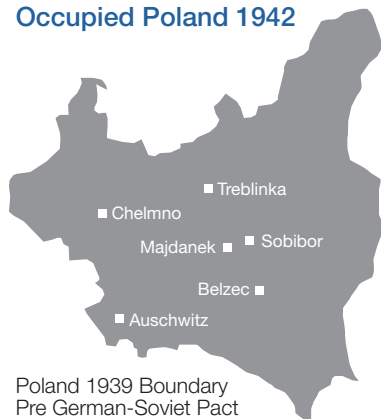 Occupied Poland 1942
Treblinka
Chelmno
Majdanek
Sobibor
Belzec
Auschwitz
Poland 1939 Boundary
Pre German-Soviet Pact